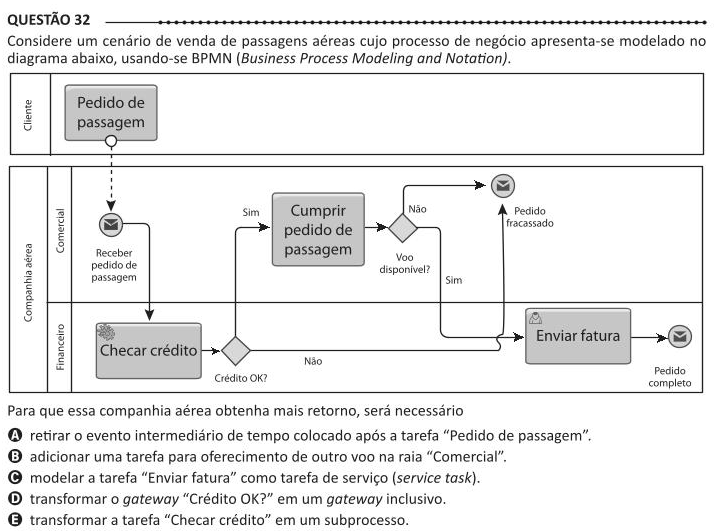 QUESTÃO 32
Considere um cenário de venda de passagens aéreas cujo processo de negócio apresenta-se modelado no
diagrama abaixo, usando-se BPMN (Business Process Modeling and Notation).
Cliente
Pedido de
passagem
Companhia aérea
Comercial
Receber
pedido de
passagem
Sim
Cumprir
pedido de
passagem
Não
Voo
disponível?
Pedido
fracassado
Sim
Financeiro
Checar crédito
Crédito OK?
Não
Enviar fatura
Pedido
completo
Para que essa companhia aérea obtenha mais retorno, será necessário
A retirar o evento intermediário de tempo colocado após a tarefa “Pedido de passagem”.
B adicionar uma tarefa para oferecimento de outro voo na raia “Comercial”.
C modelar a tarefa “Enviar fatura” como tarefa de serviço (service task).
D transformar o gateway “Crédito OK?” em um gateway inclusivo.
E transformar a tarefa “Checar crédito” em um subprocesso.